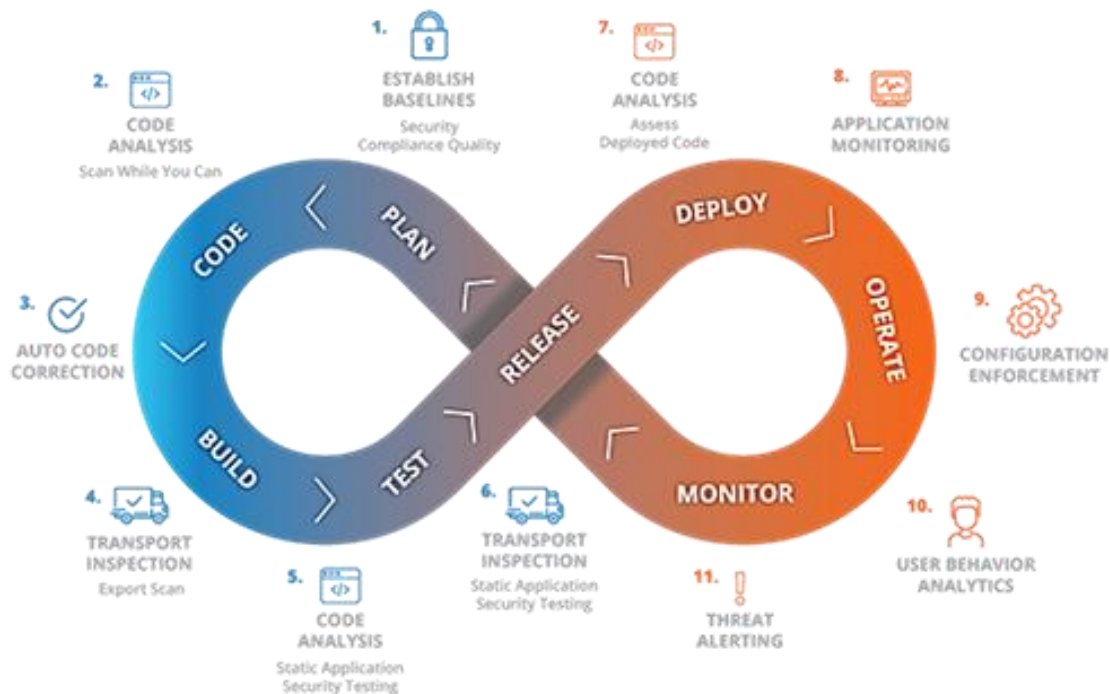 1.
ESTABLISH
BASELINES
Security
Compliance Quality
2.
</>
CODE
ANALYSIS
Scan While You Can
3.
AUTO CODE
CORRECTION
4.
TRANSPORT
INSPECTION
Export Scan
5.
</>
CODE
ANALYSIS
Static Application
Security Testing
6.
TRANSPORT
INSPECTION
Static Application
Security Testing
7.
</>
CODE
ANALYSIS
Assess
Deployed Code
8.
APPLICATION
MONITORING
9.
CONFIGURATION
ENFORCEMENT
10.
USER BEHAVIOR
ANALYTICS
11.
THREAT
ALERTING
PLAN
CODE
BUILD
TEST
RELEASE
DEPLOY
OPERATE
MONITOR